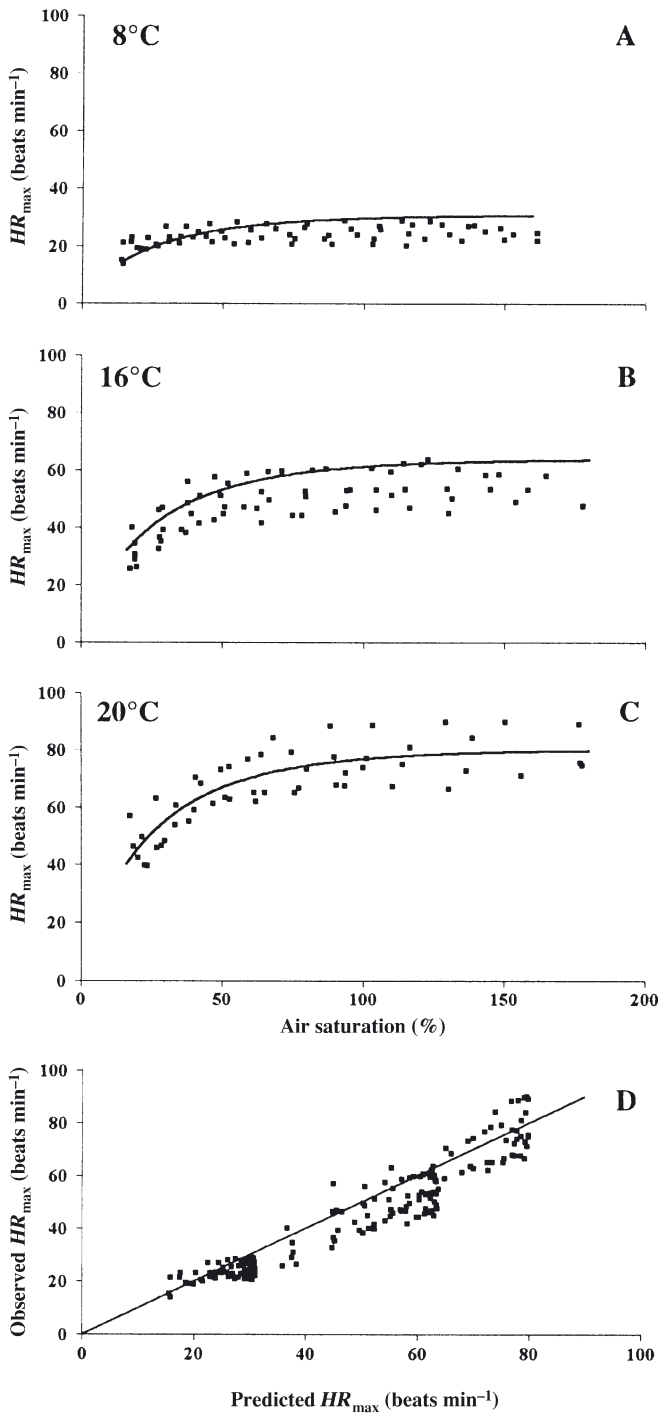 8°C
A
100
80
60
40
20
0
HRmax (beats min–1)
16°C
B
100
80
60
40
20
0
HRmax (beats min–1)
20°C
C
100
80
60
40
20
0
HRmax (beats min–1)
0 50 100 150 200
Air saturation (%)
D
100
80
60
40
20
0
Observed HRmax (beats min–1)
0 20 40 60 80 100
Predicted HRmax (beats min–1)